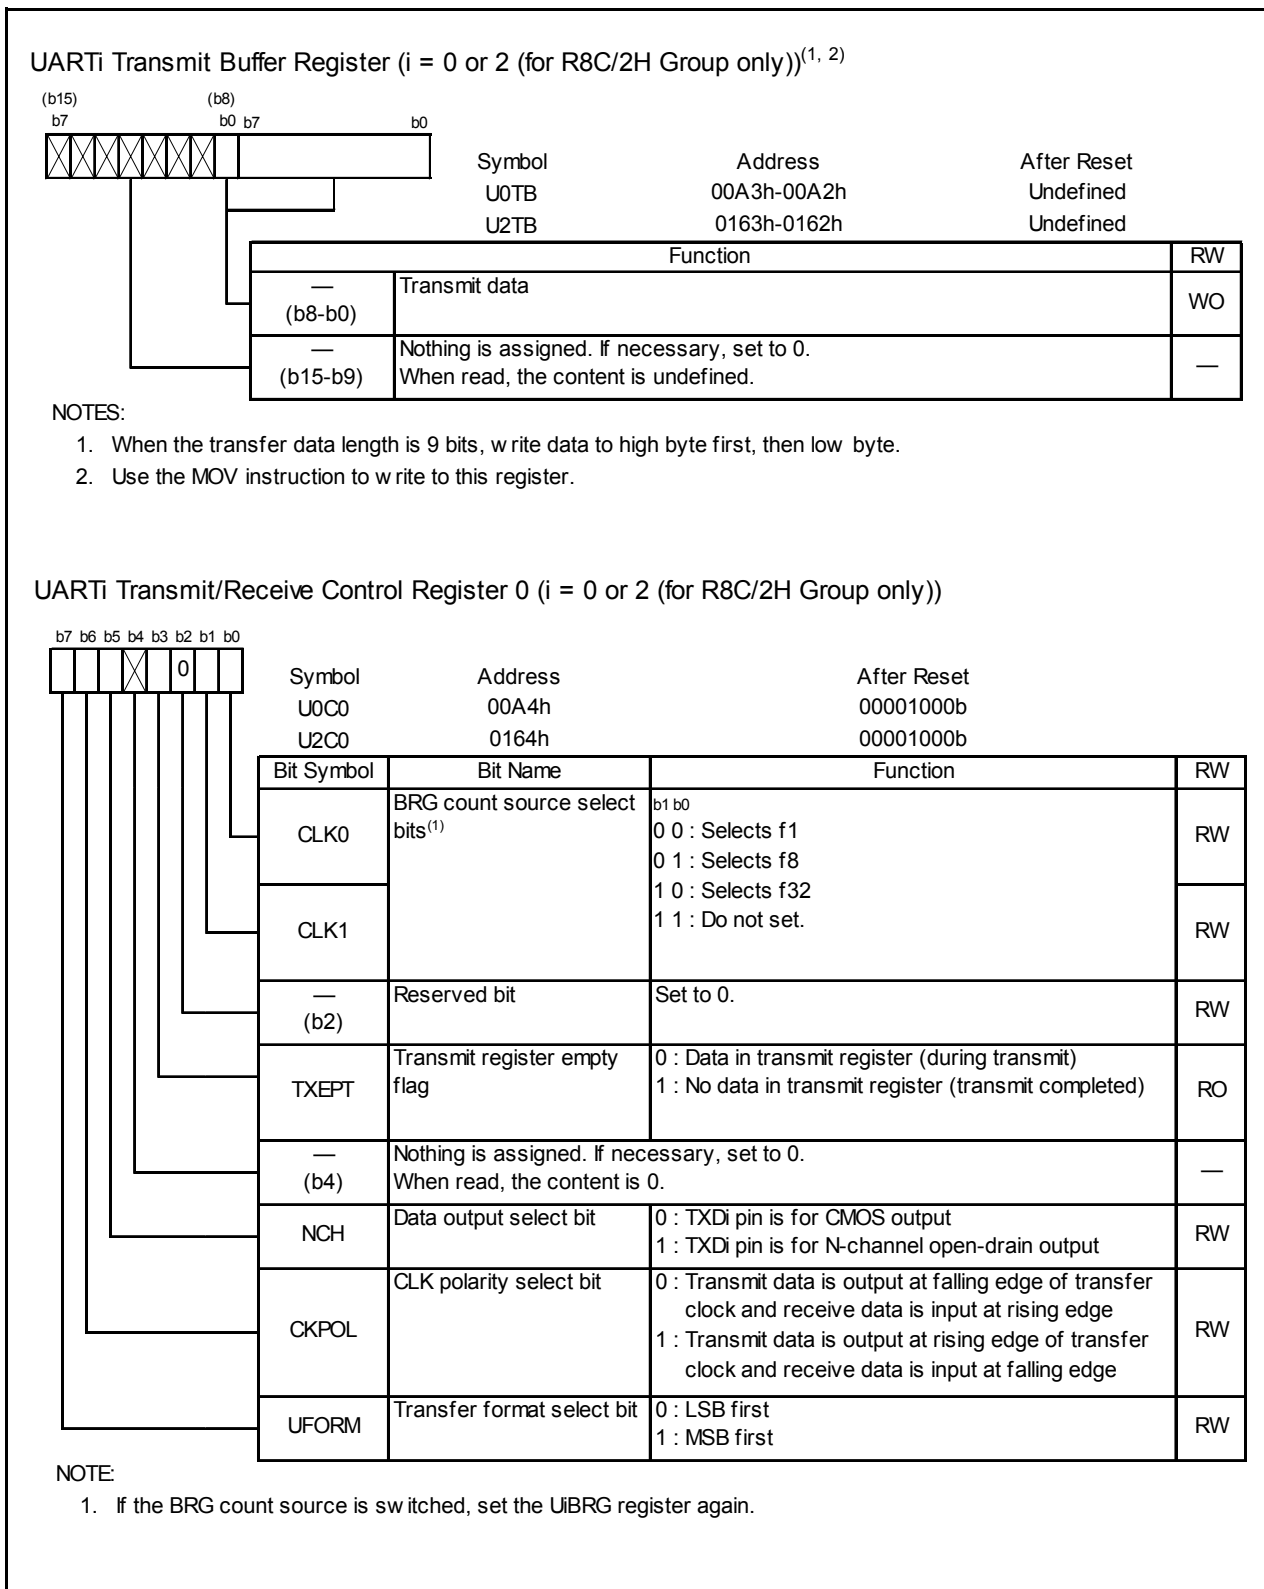 UARTi Transmit Buffer Register (i = 0 or 2 (for R8C/2H Group only))(1, 2)
(b15) (b8)
b7 b0 b7 b0
Symbol Address After Reset
U0TB 00A3h-00A2h Undefined
U2TB 0163h-0162h Undefined
Function RW
— Transmit data
(b8-b0) WO
— Nothing is assigned. If necessary, set to 0.
(b15-b9) When read, the content is undefined. —
NOTES:
1. When the transfer data length is 9 bits, write data to high byte first, then low byte.
2. Use the MOV instruction to write to this register.
UARTi Transmit/Receive Control Register 0 (i = 0 or 2 (for R8C/2H Group only))
b7 b6 b5 b4 b3 b2 b1 b0
0
Symbol Address After Reset
U0C0 00A4h 00001000b
U2C0 0164h 00001000b
Bit Symbol Bit Name Function RW
CLK0 BRG count source select bits(1) b1 b0
0 0 : Selects f1 RW
0 1 : Selects f8
1 0 : Selects f32
CLK1 1 1 : Do not set. RW
— Reserved bit Set to 0.
(b2) RW
Transmit register empty 0 : Data in transmit register (during transmit)
TXEPT flag 1 : No data in transmit register (transmit completed) RO
— Nothing is assigned. If necessary, set to 0.
(b4) When read, the content is 0. —
NCH Data output select bit 0 : TXDi pin is for CMOS output RW
1 : TXDi pin is for N-channel open-drain output
CLK polarity select bit 0 : Transmit data is output at falling edge of transfer
clock and receive data is input at rising edge
CKPOL 1 : Transmit data is output at rising edge of transfer RW
clock and receive data is input at falling edge
UFORM Transfer format select bit 0 : LSB first RW
1 : MSB first
NOTE:
1. If the BRG count source is switched, set the UiBRG register again.